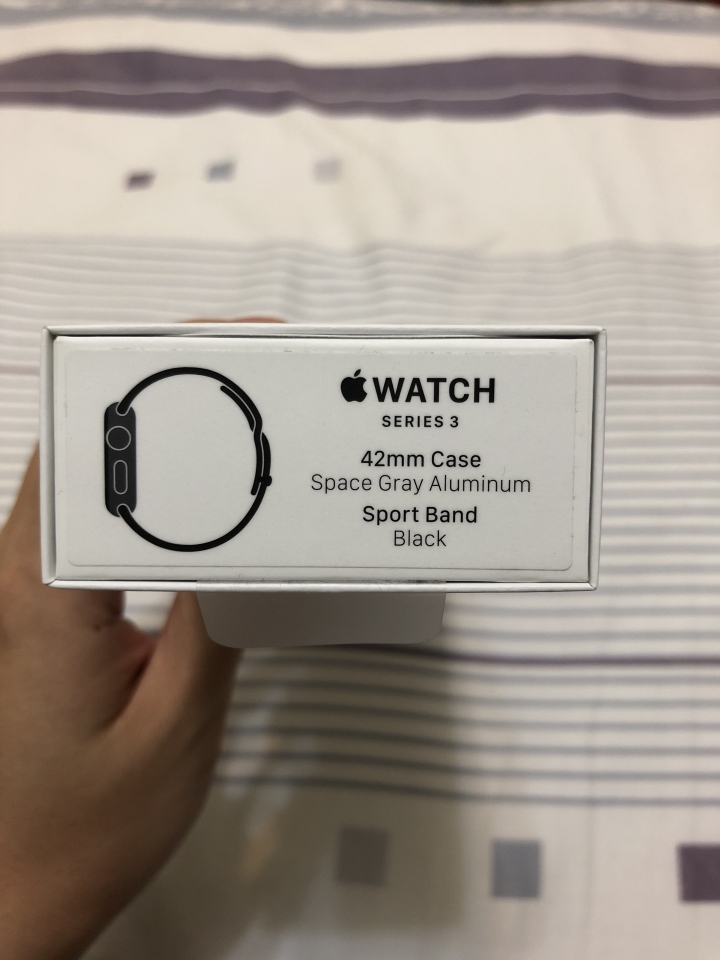 WATCH
SERIES 3
42mm Case
Space Gray Aluminum
Sport Band
Black